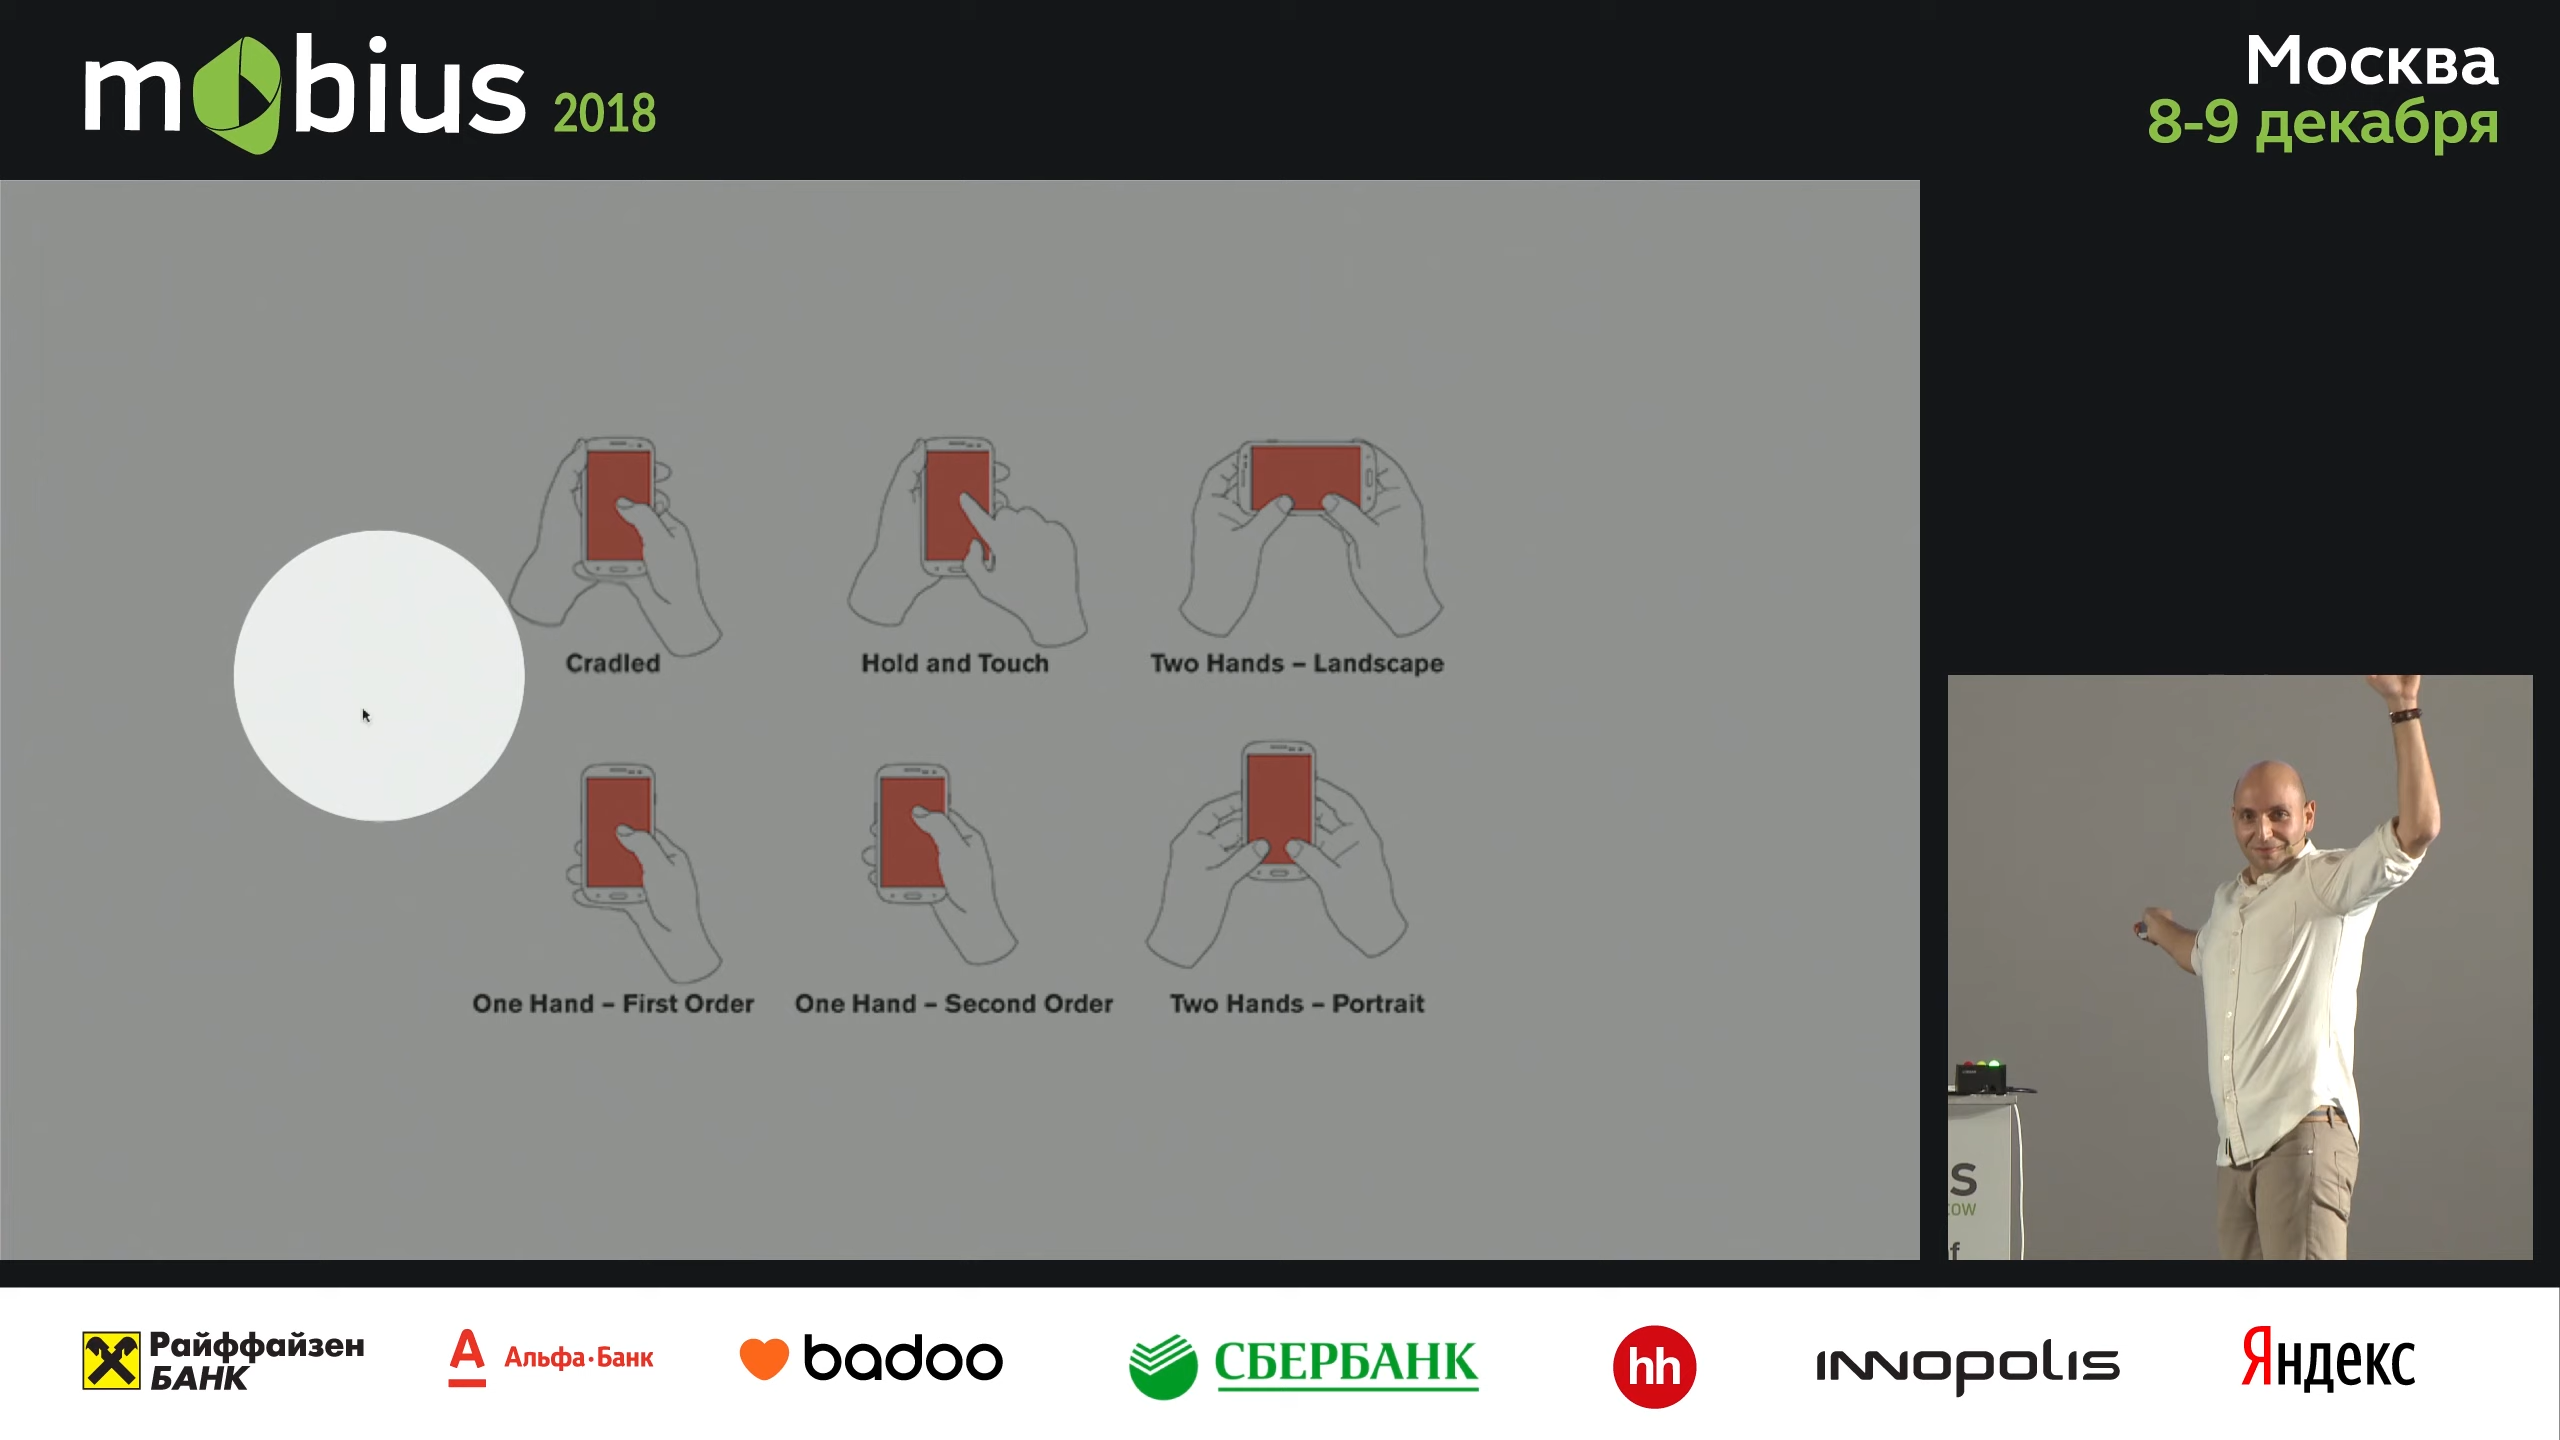 mobius 2018
Москва
8-9 декабря
Cradled
Hold and Touch
Two Hands – Landscape
One Hand – First Order
One Hand – Second Order
Two Hands – Portrait
s
cow
f
Райффайзен
БАНК
А
Альфа·Банк
badoo
СБЕРБАНК
hh
INNOPOLIS
Яндекс